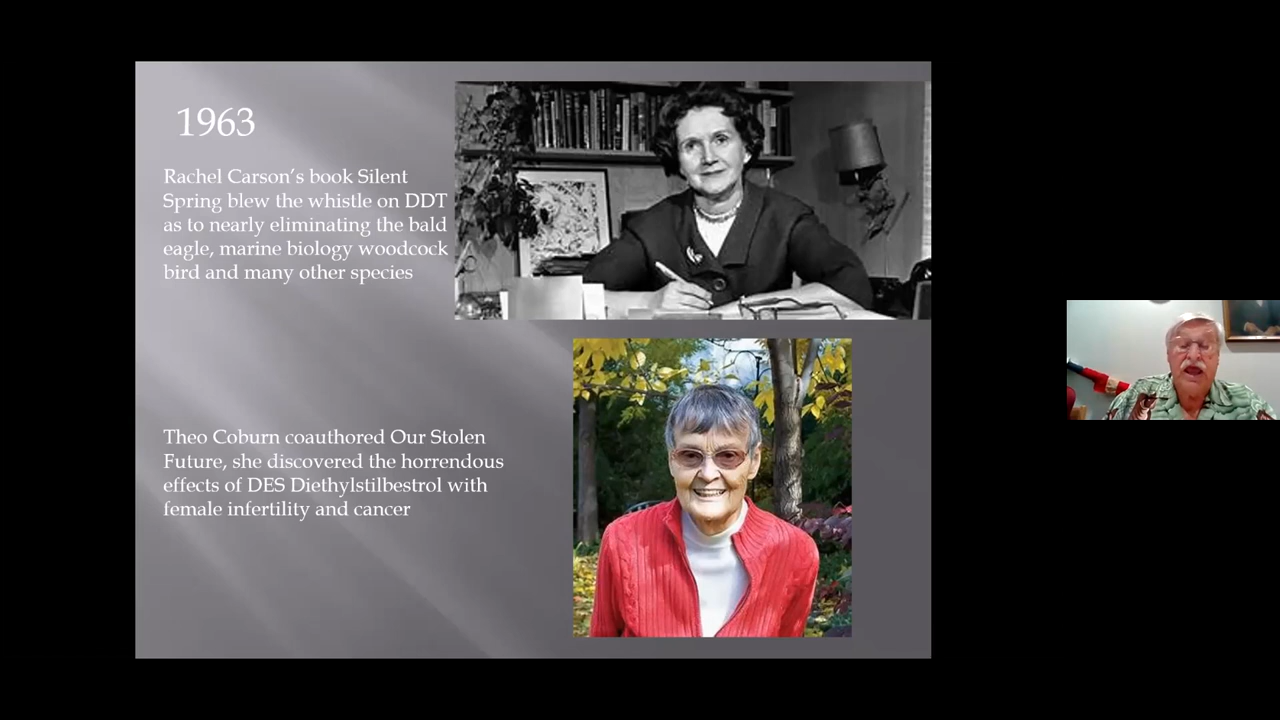 1963
Rachel Carson’s book Silent
Spring blew the whistle on DDT
as to nearly eliminating the bald
eagle, marine biology woodcock
bird and many other species
Theo Coburn coauthored Our Stolen
Future, she discovered the horrendous
effects of DES Diethylstilbestrol with
female infertility and cancer